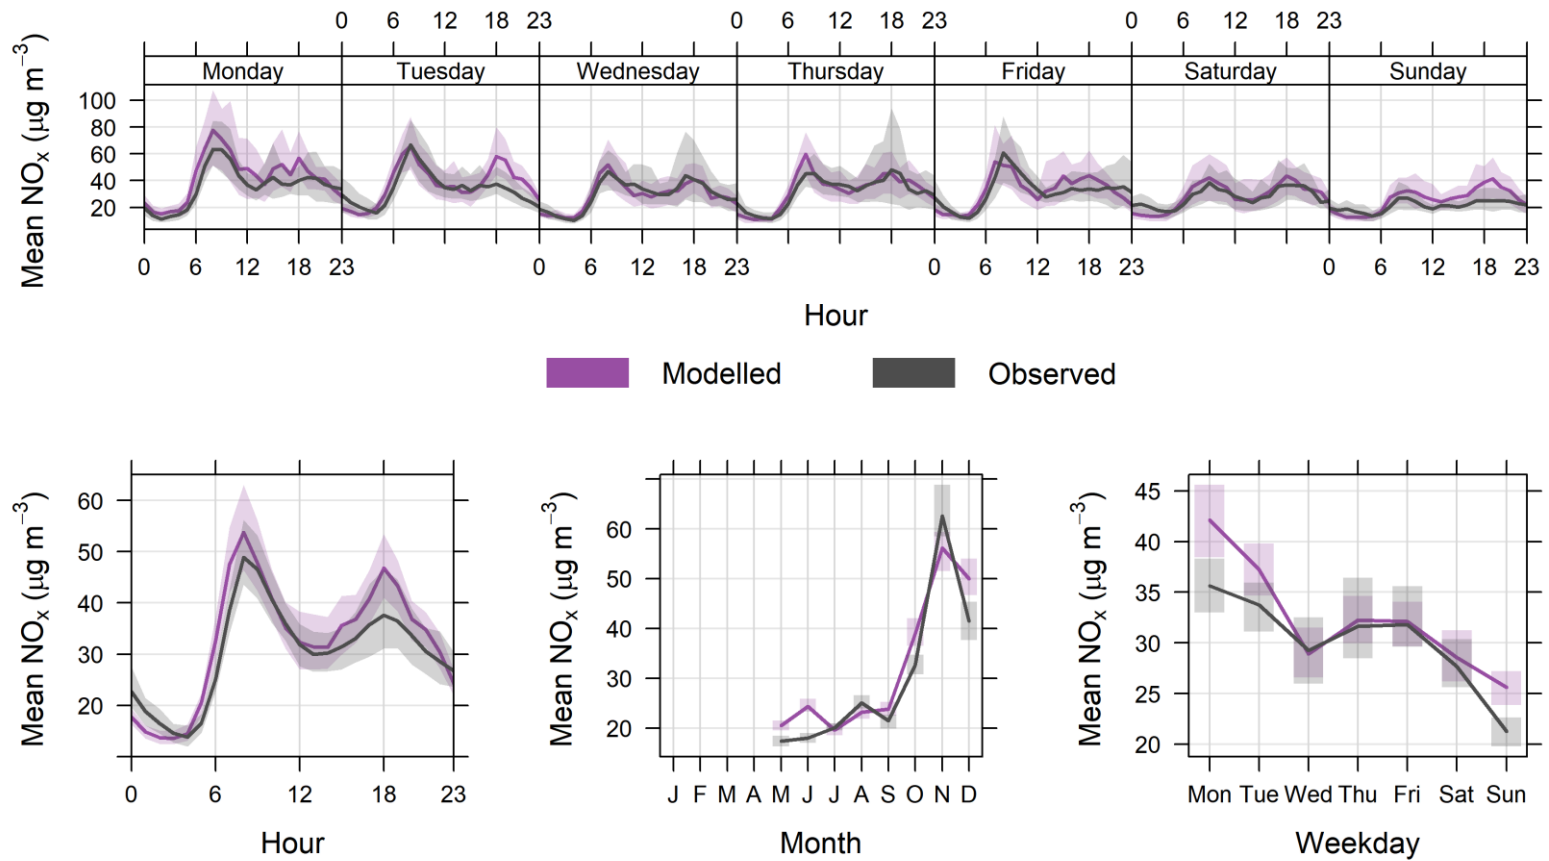 0 6 12 18 23 0 6 12 18 23 0 6 12 18 23
Monday Tuesday Wednesday Thursday Friday Saturday Sunday
Mean NOₓ (µg m⁻³)
100
80
60
40
20
0 6 12 18 23 0 6 12 18 23 0 6 12 18 23 0 6 12 18 23
Hour
Modelled Observed
Mean NOₓ (µg m⁻³)
60
50
40
30
20
0 6 12 18 23
Hour
Mean NOₓ (µg m⁻³)
60
50
40
30
20
J F M A M J J A S O N D
Month
Mean NOₓ (µg m⁻³)
45
40
35
30
25
20
Mon Tue Wed Thu Fri Sat Sun
Weekday